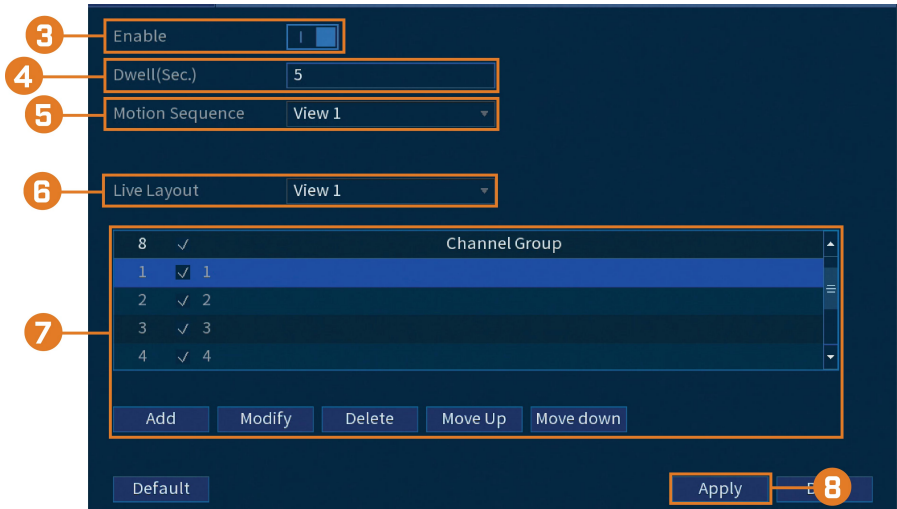 3 Enable
4 Dwell(Sec.) 5
5 Motion Sequence View 1
6 Live Layout View 1
8 Channel Group
1 1
2 2
7 3 3
4 4
Add Modify Delete Move Up Move down
Default Apply 8